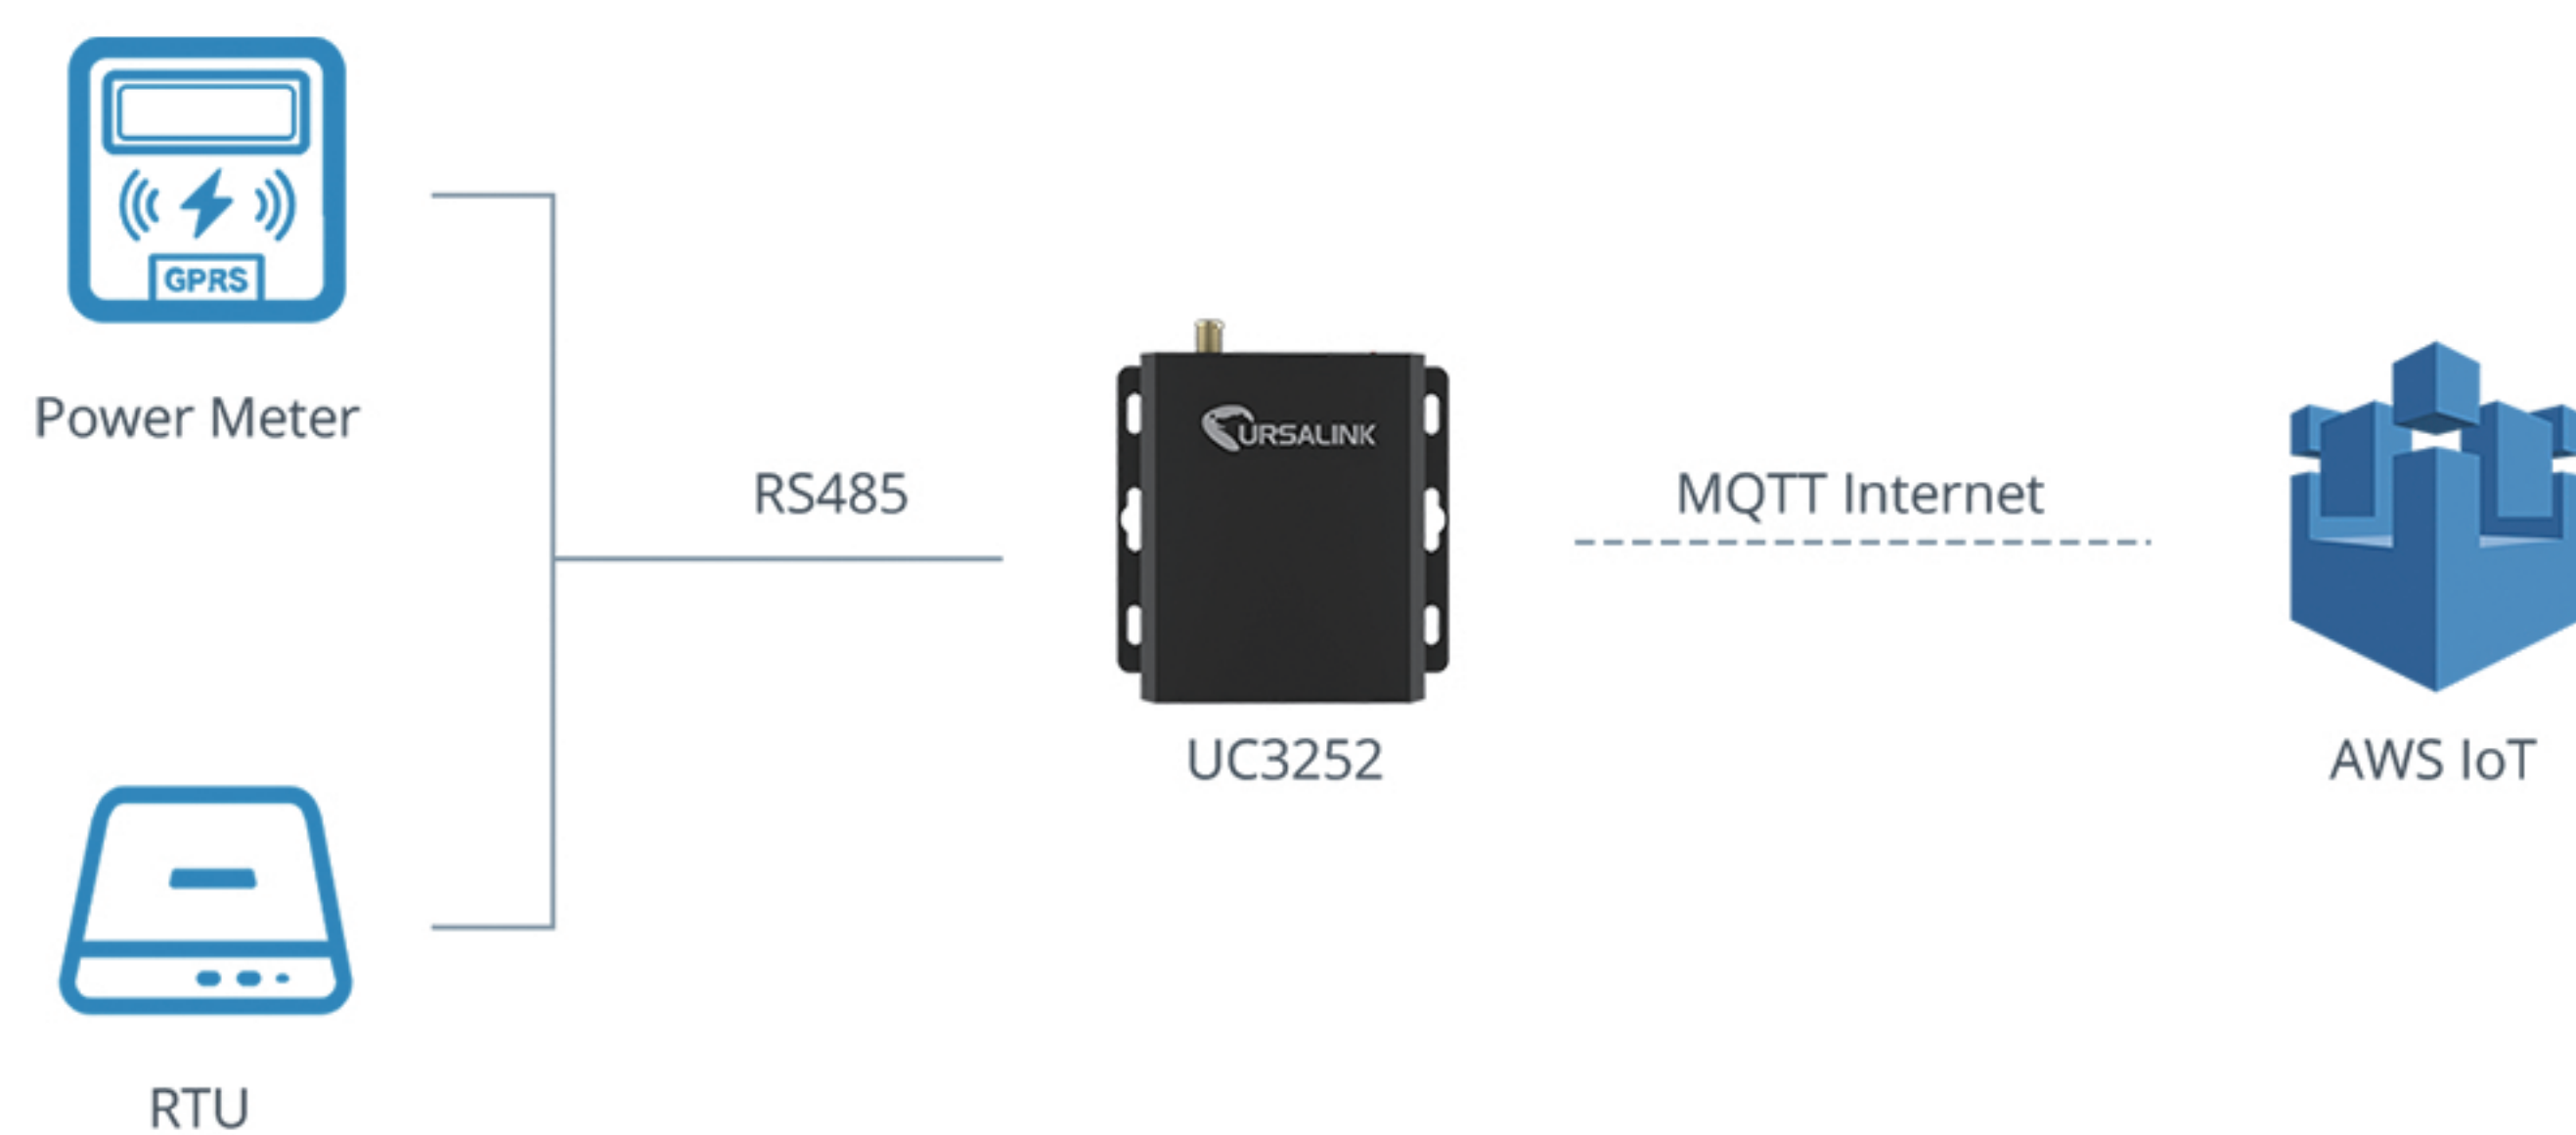 GPRS
Power Meter
RS485
URSALINK
MQTT Internet
UC3252
AWS IoT
RTU